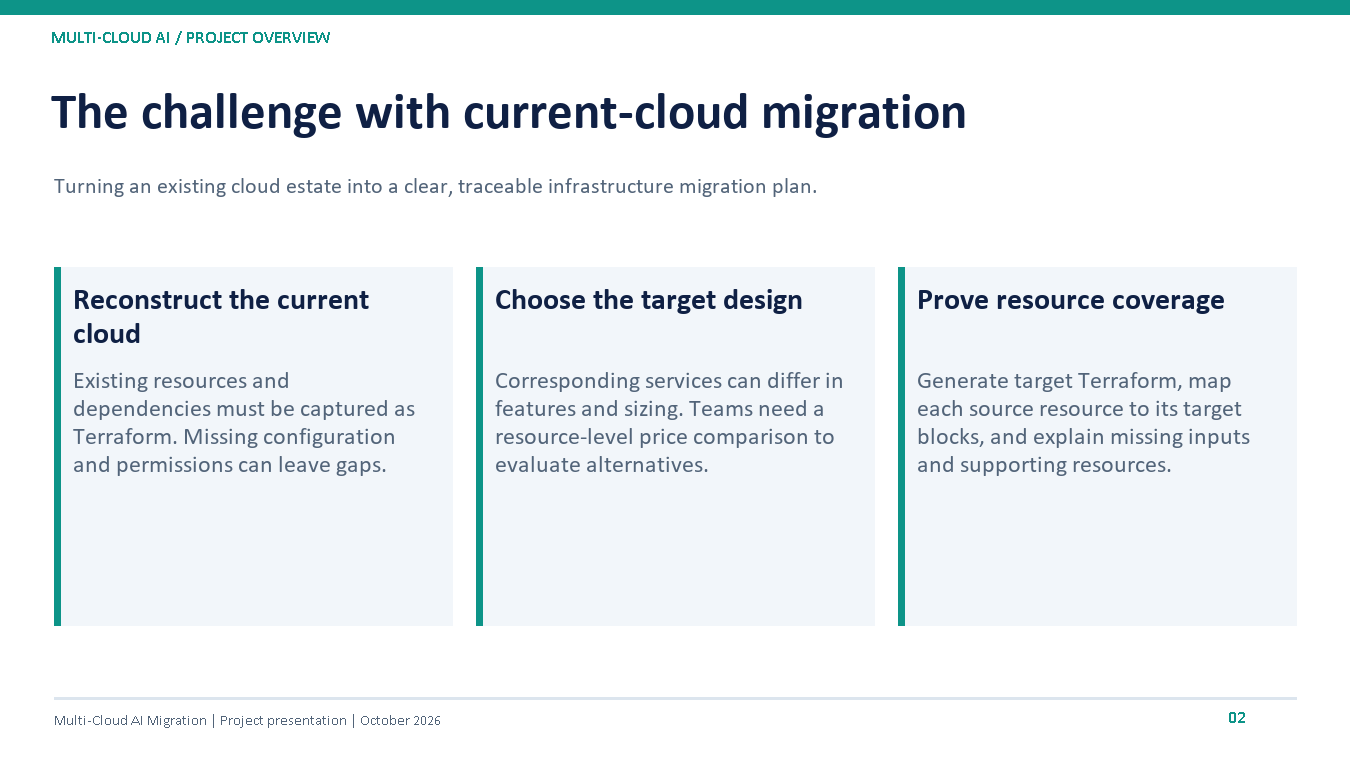 MULTI-CLOUD AI / PROJECT OVERVIEW
The challenge with current-cloud migration
Turning an existing cloud estate into a clear, traceable infrastructure migration plan.
Reconstruct the current
cloud
Existing resources and
dependencies must be captured as
Terraform. Missing configuration
and permissions can leave gaps.
Choose the target design
Corresponding services can differ in
features and sizing. Teams need a
resource-level price comparison to
evaluate alternatives.
Prove resource coverage
Generate target Terraform, map
each source resource to its target
blocks, and explain missing inputs
and supporting resources.
Multi-Cloud AI Migration | Project presentation | October 2026
02